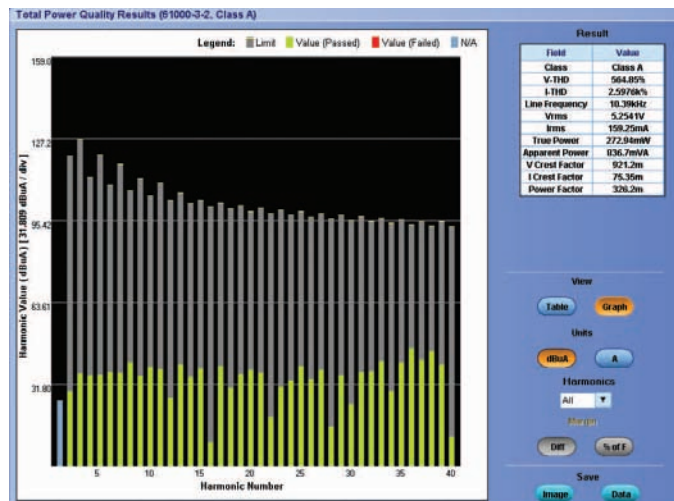 Total Power Quality Results (61000-3-2, Class A)
Legend: Limit Value (Passed) Value (Failed) N/A
Harmonic Value (dBuA) [31.809 dBuA / div]
159.0
127.2
95.42
63.61
31.80
5 10 15 20 25 30 35 40
Harmonic Number
Result
Field Value
Class Class A
V-THD 564.85%
I-THD 2.5976k%
Line Frequency 10.39kHz
Vrms 5.2541V
Irms 159.25mA
True Power 272.94mW
Apparent Power 836.7mVA
V Crest Factor 921.2m
I Crest Factor 75.35m
Power Factor 326.2m
View
Table Graph
Units
dBuA A
Harmonics
All
Margin
Diff % of F
Save
Image Data